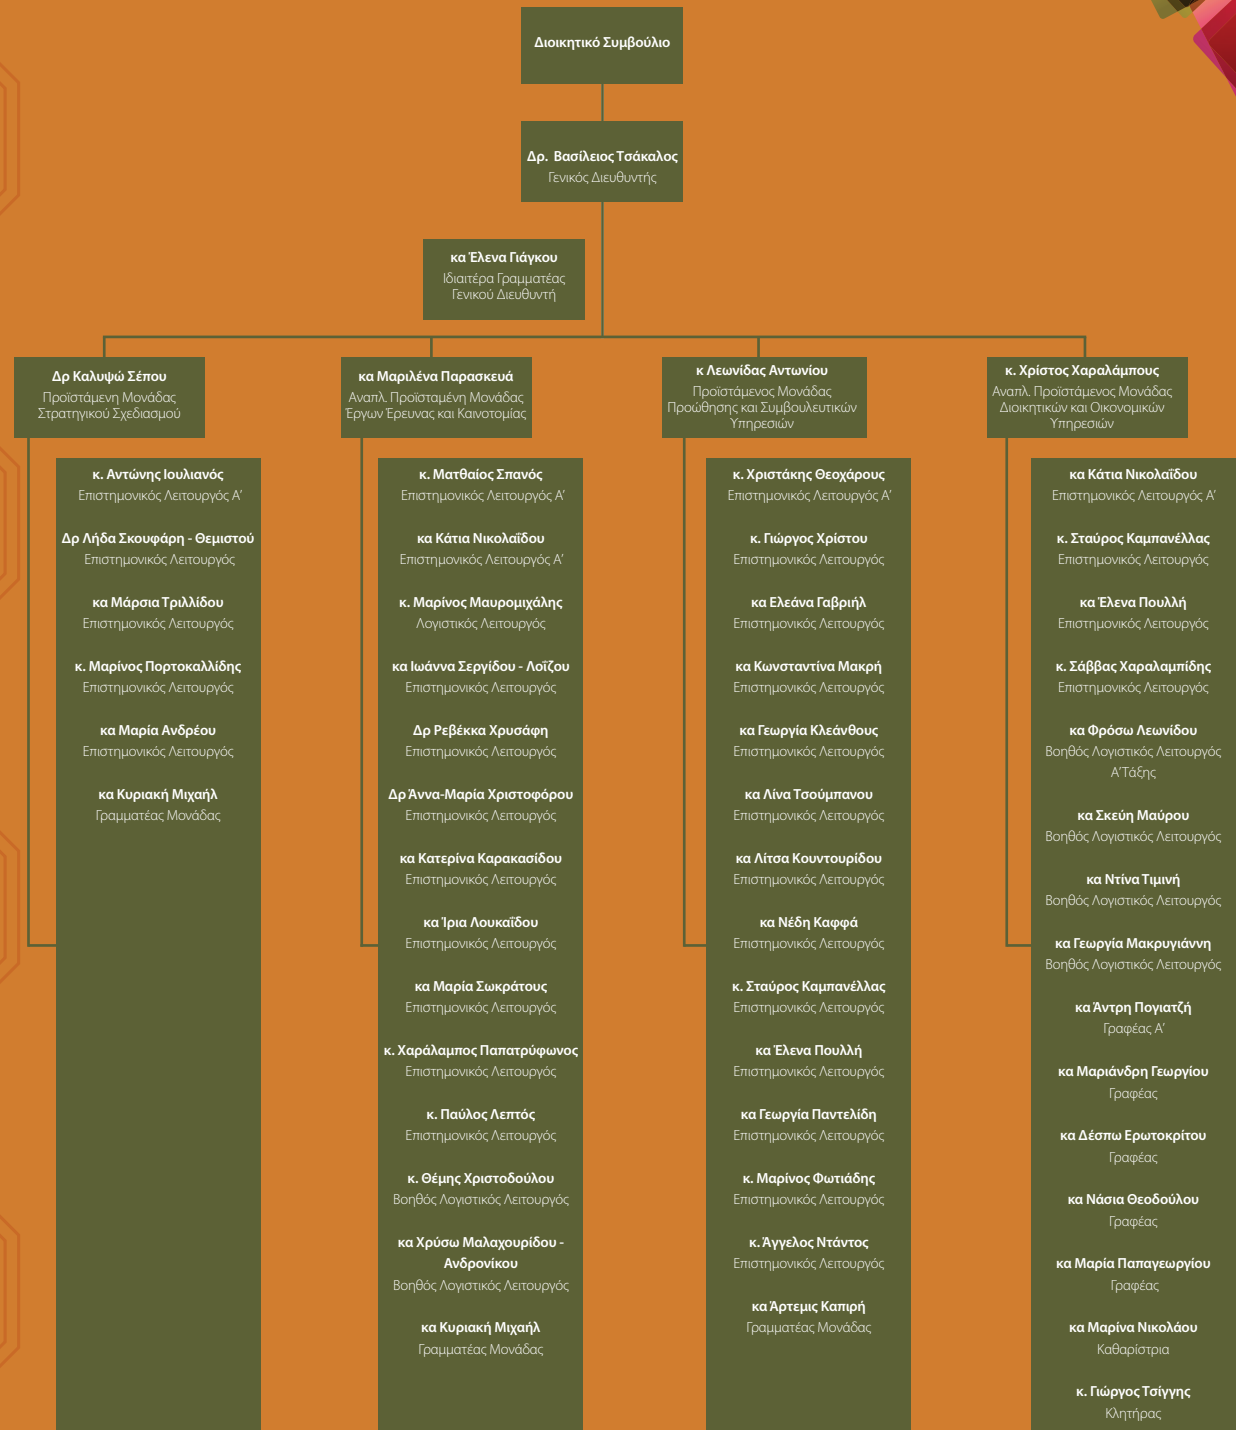 Διοικητικό Συμβούλιο
Δρ. Βασίλειος Τσάκαλος
Γενικός Διευθυντής
κα Έλενα Γιάγκου
Ιδιαιτέρα Γραμματέας
Γενικού Διευθυντή
Δρ Καλυψώ Σέπου
Προϊστάμενη Μονάδας
Στρατηγικού Σχεδιασμού
κ. Αντώνης Ιουλιανός
Επιστημονικός Λειτουργός Α'
Δρ Λήδα Σκουφάρη - Θεμιστού
Επιστημονικός Λειτουργός
κα Μάρσια Τριλλίδου
Επιστημονικός Λειτουργός
κ. Μαρίνος Πορτοκαλλίδης
Επιστημονικός Λειτουργός
κα Μαρία Ανδρέου
Επιστημονικός Λειτουργός
κα Κυριακή Μιχαήλ
Γραμματέας Μονάδας
κα Μαριλένα Παρασκευά
Αναπλ. Προϊσταμένη Μονάδας
Έργων Έρευνας και Καινοτομίας
κ. Ματθαίος Σπανός
Επιστημονικός Λειτουργός Α'
κα Κάτια Νικολαΐδου
Επιστημονικός Λειτουργός Α'
κ. Μαρίνος Μαυρομιχάλης
Λογιστικός Λειτουργός
κα Ιωάννα Σεργίδου - Λοΐζου
Επιστημονικός Λειτουργός
Δρ Ρεβέκκα Χρυσάφη
Επιστημονικός Λειτουργός
Δρ Άννα-Μαρία Χριστοφόρου
Επιστημονικός Λειτουργός
κα Κατερίνα Καρακασίδου
Επιστημονικός Λειτουργός
κα Ίρια Λουκαΐδου
Επιστημονικός Λειτουργός
κα Μαρία Σωκράτους
Επιστημονικός Λειτουργός
κ. Χαράλαμπος Παπατρύφωνος
Επιστημονικός Λειτουργός
κ. Παύλος Λεπτός
Επιστημονικός Λειτουργός
κ. Θέμης Χριστοδούλου
Βοηθός Λογιστικός Λειτουργός
κα Χρύσω Μαλαχουρίδου -
Ανδρονίκου
Βοηθός Λογιστικός Λειτουργός
κα Κυριακή Μιχαήλ
Γραμματέας Μονάδας
κ Λεωνίδας Αντωνίου
Προϊστάμενος Μονάδας
Προώθησης και Συμβουλευτικών
Υπηρεσιών
κ. Χριστάκης Θεοχάρους
Επιστημονικός Λειτουργός Α'
κ. Γιώργος Χρίστου
Επιστημονικός Λειτουργός
κα Ελεάνα Γαβριήλ
Επιστημονικός Λειτουργός
κα Κωνσταντίνα Μακρή
Επιστημονικός Λειτουργός
κα Γεωργία Κλεάνθους
Επιστημονικός Λειτουργός
κα Λίνα Τσούμπανου
Επιστημονικός Λειτουργός
κα Λίτσα Κουντουρίδου
Επιστημονικός Λειτουργός
κα Νέδη Καφφά
Επιστημονικός Λειτουργός
κ. Σταύρος Καμπανέλλας
Επιστημονικός Λειτουργός
κα Έλενα Πουλλή
Επιστημονικός Λειτουργός
κα Γεωργία Παντελίδη
Επιστημονικός Λειτουργός
κ. Μαρίνος Φωτιάδης
Επιστημονικός Λειτουργός
κ. Άγγελος Ντάντος
Επιστημονικός Λειτουργός
κα Άρτεμις Καπιρή
Γραμματέας Μονάδας
κ. Χρίστος Χαραλάμπους
Αναπλ. Προϊστάμενος Μονάδας
Διοικητικών και Οικονομικών
Υπηρεσιών
κα Κάτια Νικολαΐδου
Επιστημονικός Λειτουργός Α'
κ. Σταύρος Καμπανέλλας
Επιστημονικός Λειτουργός
κα Έλενα Πουλλή
Επιστημονικός Λειτουργός
κ. Σάββας Χαραλαμπίδης
Επιστημονικός Λειτουργός
κα Φρόσω Λεωνίδου
Βοηθός Λογιστικός Λειτουργός
Α' Τάξης
κα Σκεύη Μαύρου
Βοηθός Λογιστικός Λειτουργός
κα Ντίνα Τιμινή
Βοηθός Λογιστικός Λειτουργός
κα Γεωργία Μακρυγιάννη
Βοηθός Λογιστικός Λειτουργός
κα Άντρη Πογιατζή
Γραφέας Α'
κα Μαριάνδρη Γεωργίου
Γραφέας
κα Δέσπω Ερωτοκρίτου
Γραφέας
κα Νάσια Θεοδούλου
Γραφέας
κα Μαρία Παπαγεωργίου
Γραφέας
κα Μαρίνα Νικολάου
Καθαρίστρια
κ. Γιώργος Τσίγγης
Κλητήρας